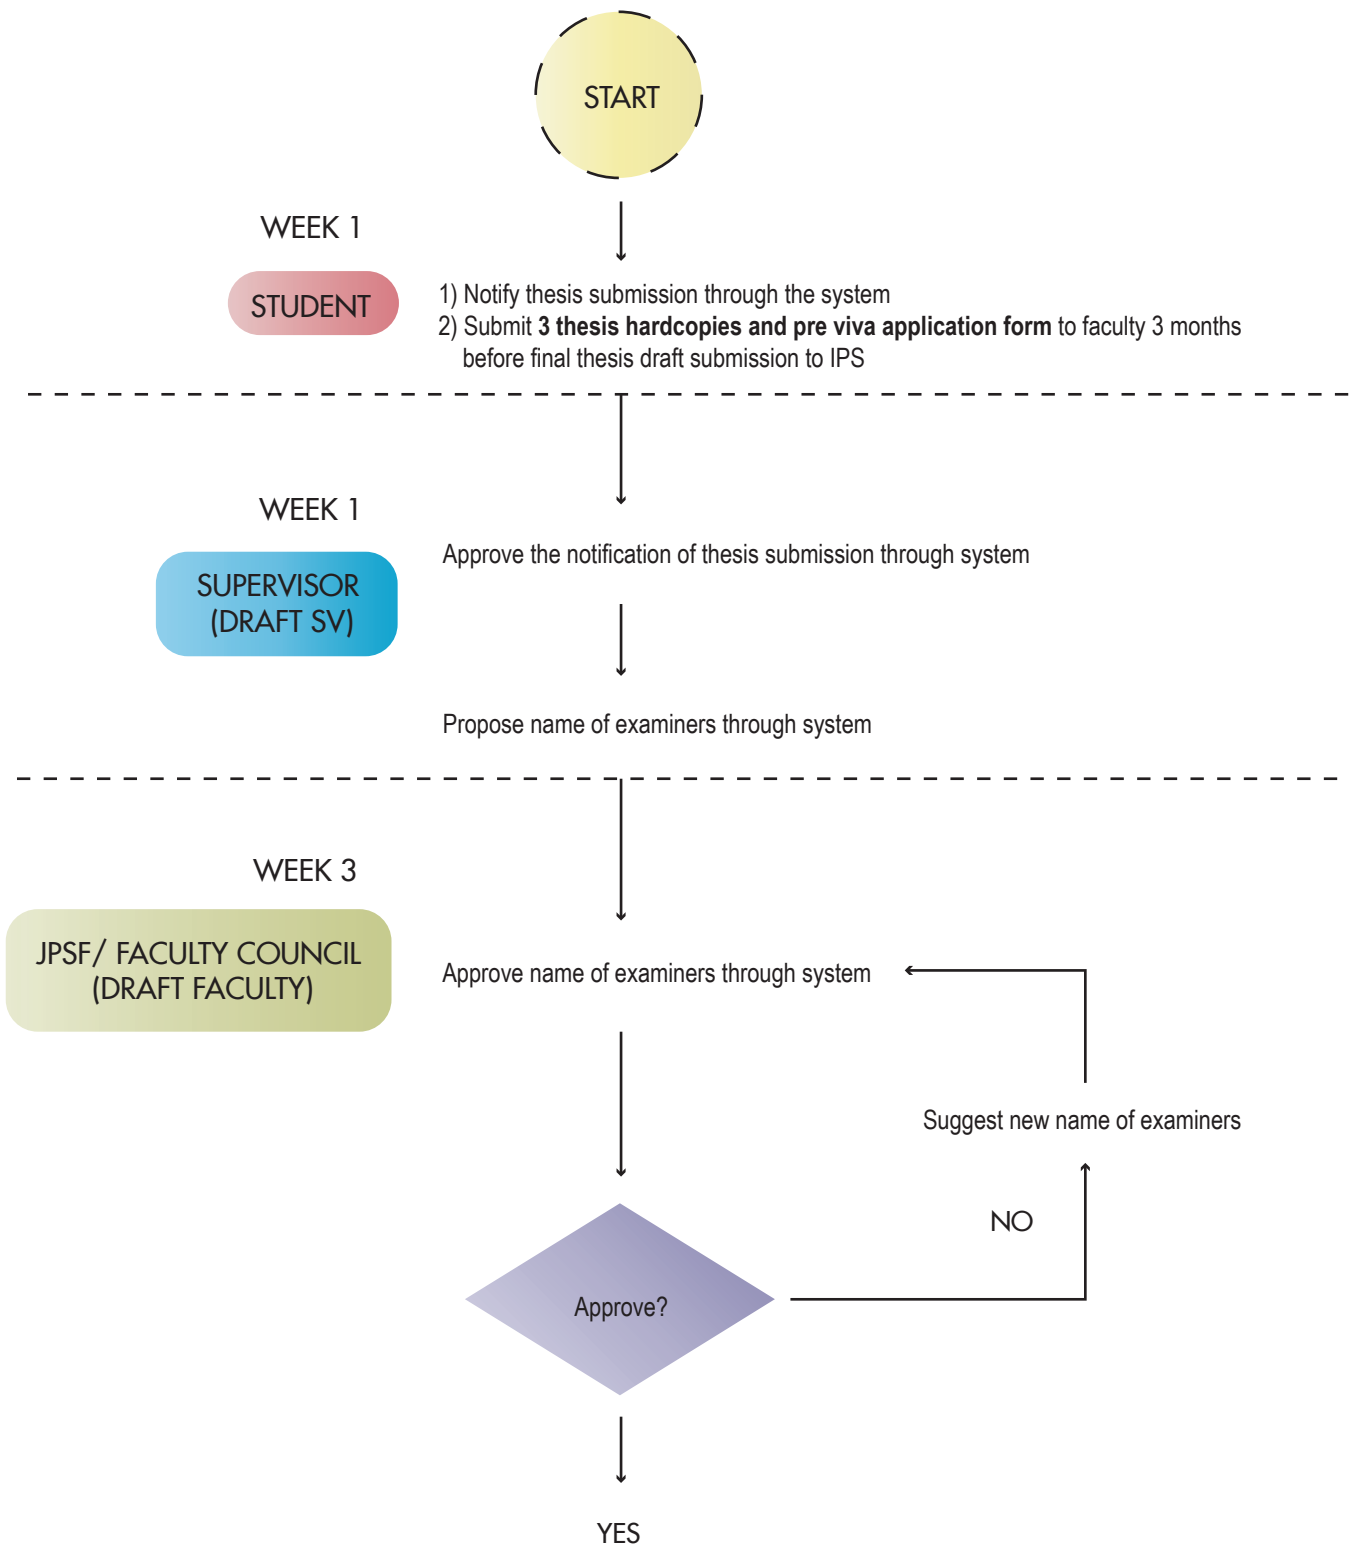 START
WEEK 1
STUDENT
1) Notify thesis submission through the system
2) Submit 3 thesis hardcopies and pre viva application form to faculty 3 months
before final thesis draft submission to IPS
WEEK 1
SUPERVISOR
(DRAFT SV)
Approve the notification of thesis submission through system
Propose name of examiners through system
WEEK 3
JPSF/ FACULTY COUNCIL
(DRAFT FACULTY)
Approve name of examiners through system
Suggest new name of examiners
NO
Approve?
YES